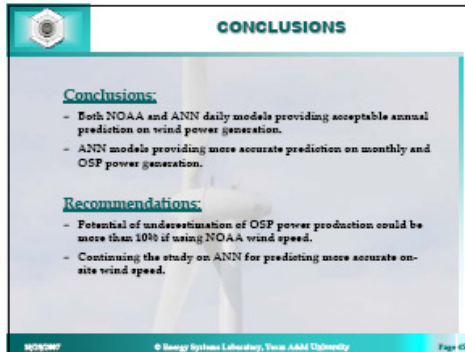 CONCLUSIONS
Conclusions:
– Both NOAA and ANN daily models providing acceptable annual
prediction on wind power generation.
– ANN models providing more accurate prediction on monthly and
OSP power generation.
Recommendations:
– Potential of underestimation of OSP power production could be
more than 10% if using NOAA wind speed.
– Continuing the study on ANN for predicting more accurate on-
site wind speed.
© Energy Systems Laboratory, Texas A&M University
Page